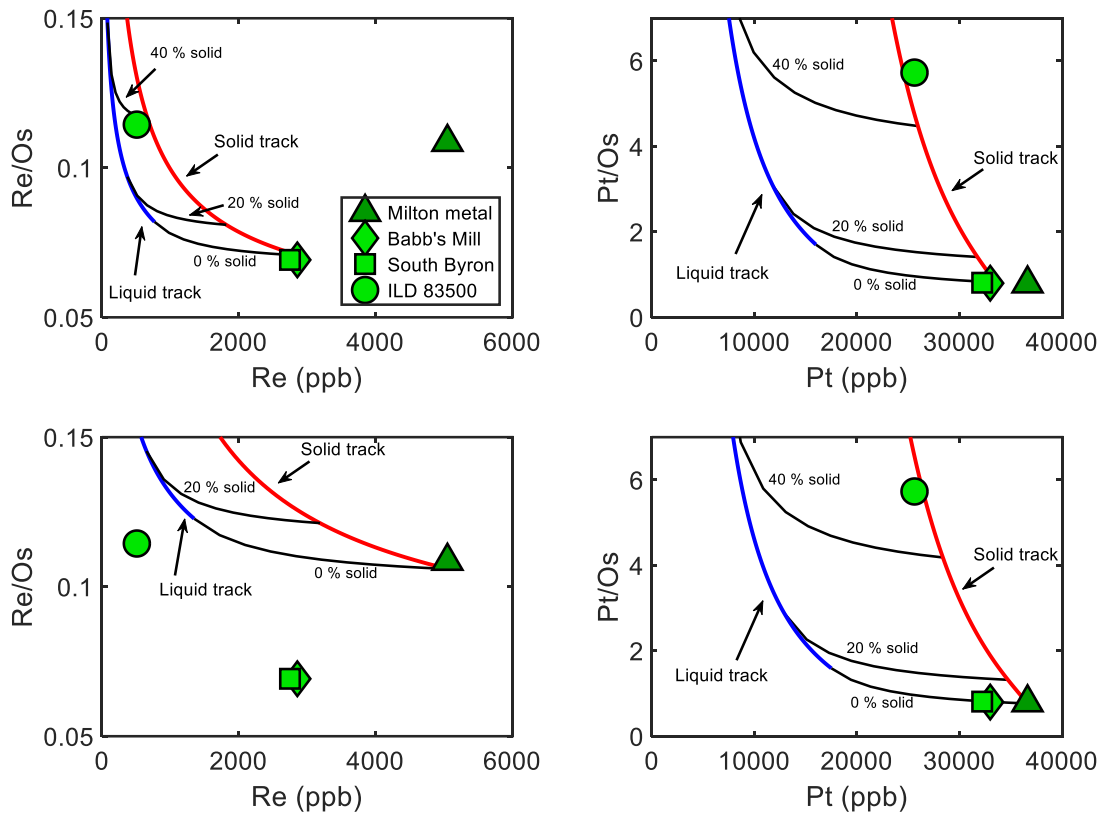 0.15
0.1
0.05
Re/Os
40 % solid
Solid track
20 % solid
0 % solid
Liquid track
Milton metal
Babb's Mill
South Byron
ILD 83500
0 2000 4000 6000
Re (ppb)
6
4
2
0
Pt/Os
40 % solid
Solid track
20 % solid
Liquid track
0 % solid
0 10000 20000 30000 40000
Pt (ppb)
0.15
0.1
0.05
Re/Os
Solid track
20 % solid
0 % solid
Liquid track
0 2000 4000 6000
Re (ppb)
6
4
2
0
Pt/Os
40 % solid
Solid track
20 % solid
Liquid track
0 % solid
0 10000 20000 30000 40000
Pt (ppb)